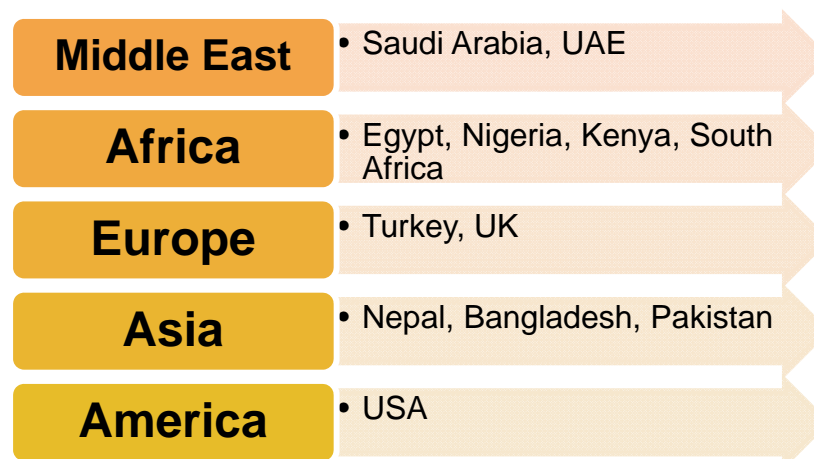 Middle East
• Saudi Arabia, UAE
Africa
• Egypt, Nigeria, Kenya, South
Africa
Europe
• Turkey, UK
Asia
• Nepal, Bangladesh, Pakistan
America
• USA